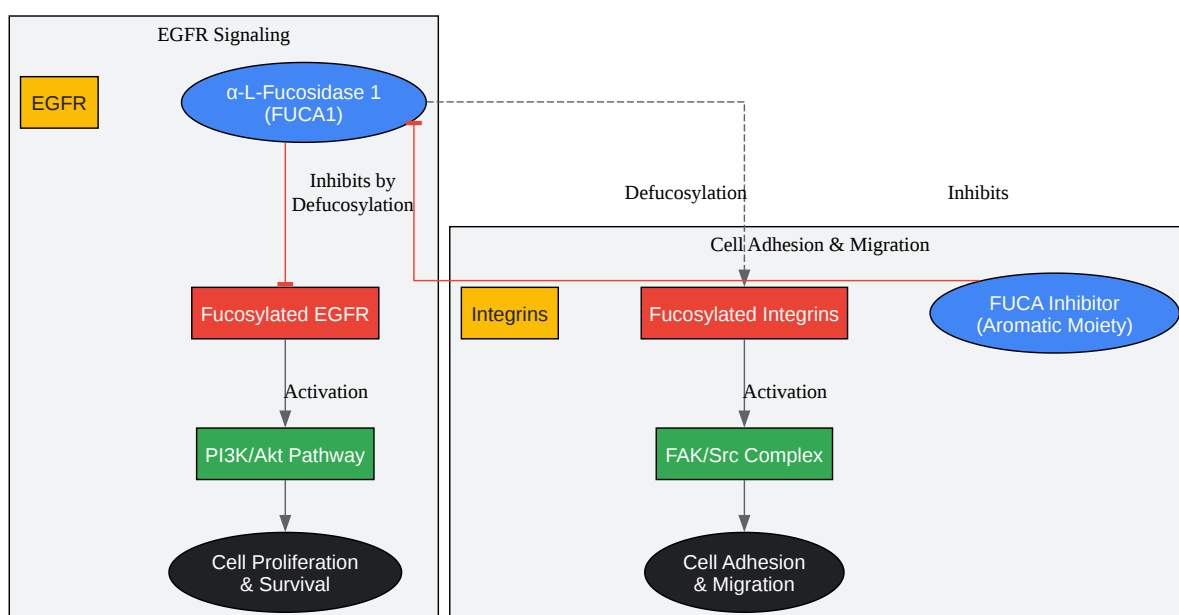 EGFR Signaling
EGFR
α-L-Fucosidase 1
(FUCA1)
Inhibits by
Defucosylation
Defucosylation
Inhibits
Cell Adhesion & Migration
Fucosylated EGFR
Integrins
Fucosylated Integrins
FUCA Inhibitor
(Aromatic Moiety)
Activation
Activation
PI3K/Akt Pathway
FAK/Src Complex
Cell Proliferation
& Survival
Cell Adhesion
& Migration